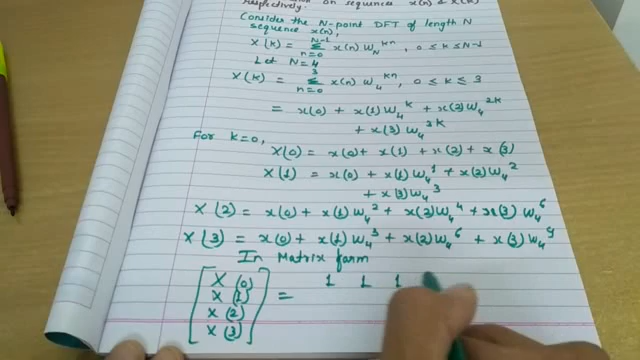 respectively. on sequences x(n) & X(k)
Consider the N-point DFT of length N
sequence x(n),
X(k) = N-1 Σ n=0 x(n) W_N^kn , 0 ≤ k ≤ N-1
Let N=4
X(k) = 3 Σ n=0 x(n) W_4^kn , 0 ≤ k ≤ 3
= x(0) + x(1) W_4^k + x(2) W_4^2k
+ x(3) W_4^3k
For k=0,
X(0) = x(0) + x(1) + x(2) + x(3)
X(1) = x(0) + x(1) W_4^1 + x(2) W_4^2
+ x(3) W_4^3
X(2) = x(0) + x(1) W_4^2 + x(2) W_4^4 + x(3) W_4^6
X(3) = x(0) + x(1) W_4^3 + x(2) W_4^6 + x(3) W_4^9
In Matrix form
[X(0) = 1 1 1
X(1)
X(2)
X(3)]